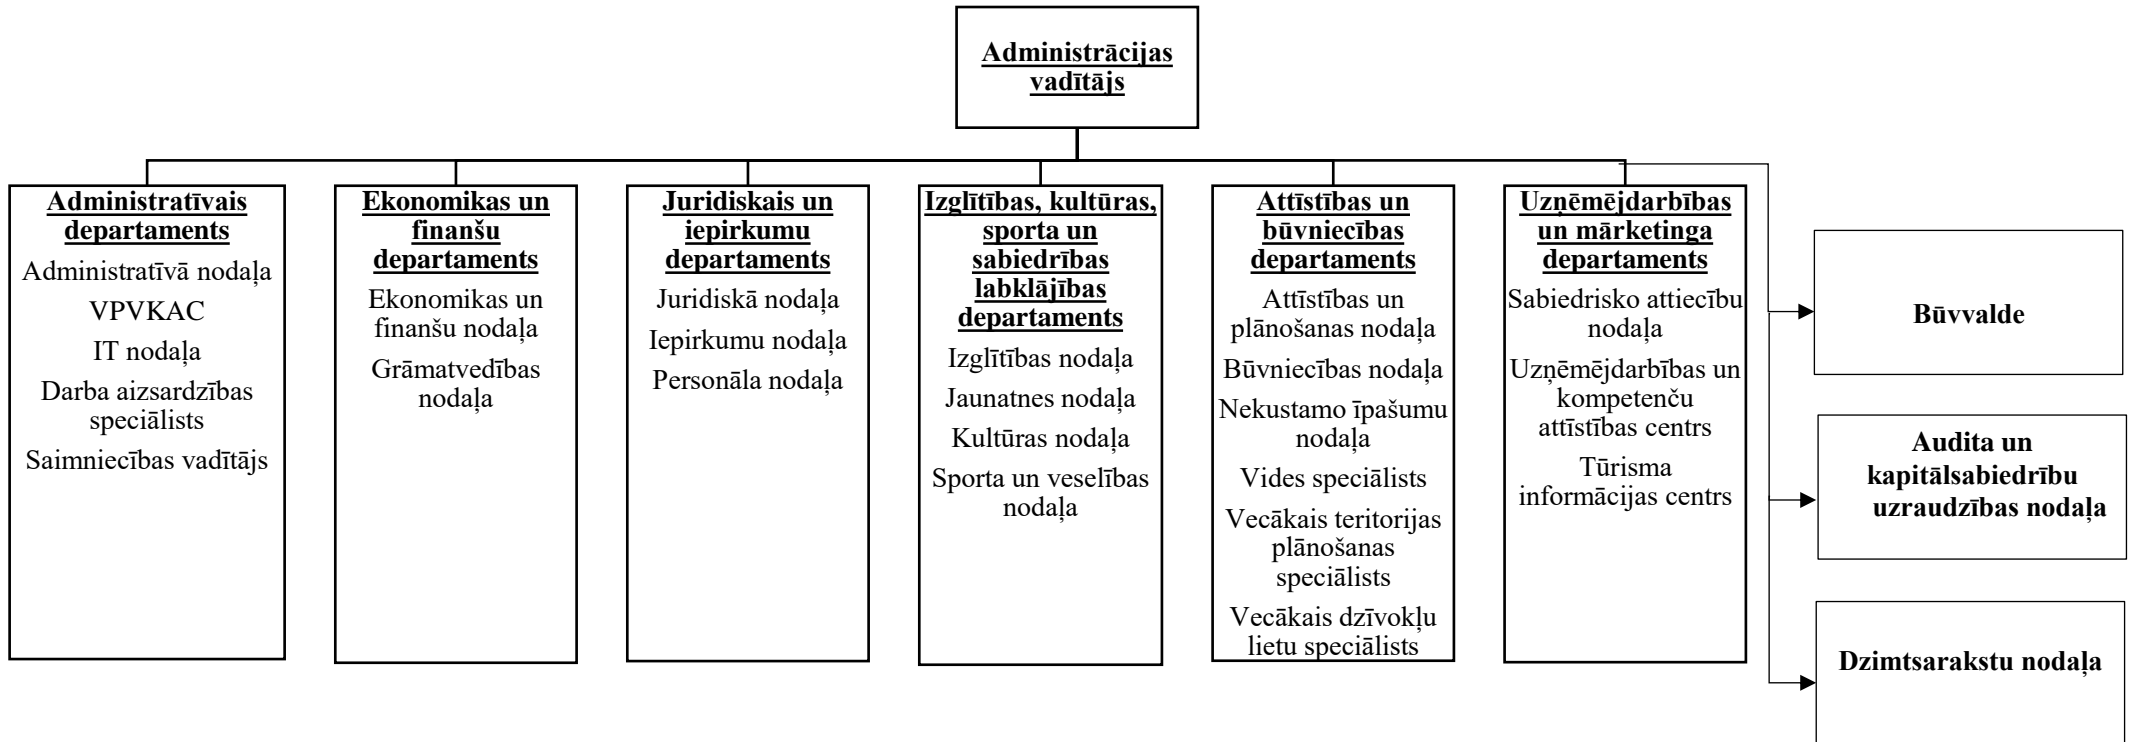 Administrācijas
vadītājs
Administratīvais
departaments
Administratīvā nodaļa
VPVKAC
IT nodaļa
Darba aizsardzības
speciālists
Saimniecības vadītājs
Ekonomikas un
finanšu
departaments
Ekonomikas un
finanšu nodaļa
Grāmatvedības
nodaļa
Juridiskais un
iepirkumu
departaments
Juridiskā nodaļa
Iepirkumu nodaļa
Personāla nodaļa
Izglītības, kultūras,
sporta un
sabiedrības
labklājības
departaments
Izglītības nodaļa
Jaunatnes nodaļa
Kultūras nodaļa
Sporta un veselības
nodaļa
Attīstības un
būvniecības
departaments
Attīstības un
plānošanas nodaļa
Būvniecības nodaļa
Nekustamo īpašumu
nodaļa
Vides speciālists
Vecākais teritorijas
plānošanas
speciālists
Vecākais dzīvokļu
lietu speciālists
Uzņēmējdarbības
un mārketinga
departaments
Sabiedrisko attiecību
nodaļa
Uzņēmējdarbības un
kompetenču
attīstības centrs
Tūrisma
informācijas centrs
Būvvalde
Audita un
kapitālsabiedrību
uzraudzības nodaļa
Dzimtsarakstu nodaļa